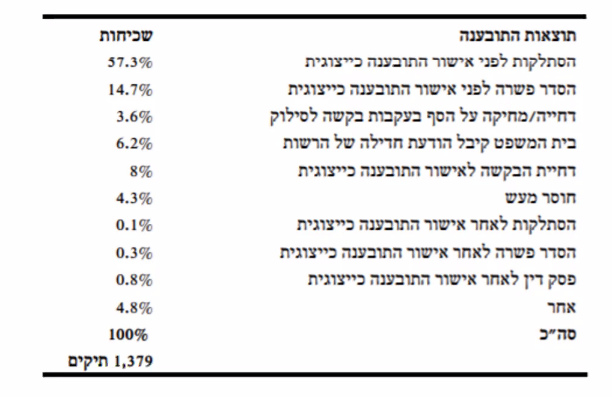 תוצאות התובענה שכיחות
הסתלקות לפני אישור התובענה כייצוגית 57.3%
הסדר פשרה לפני אישור התובענה כייצוגית 14.7%
דחייה/מחיקה על הסף בעקבות בקשה לסילוק 3.6%
בית המשפט קיבל הודעת חדילה של הרשות 6.2%
דחיית הבקשה לאישור התובענה כייצוגית 8%
חוסר מעש 4.3%
הסתלקות לאחר אישור התובענה כייצוגית 0.1%
הסדר פשרה לאחר אישור התובענה כייצוגית 0.3%
פסק דין לאחר אישור התובענה כייצוגית 0.8%
אחר 4.8%
סה״כ 100%
1,379 תיקים